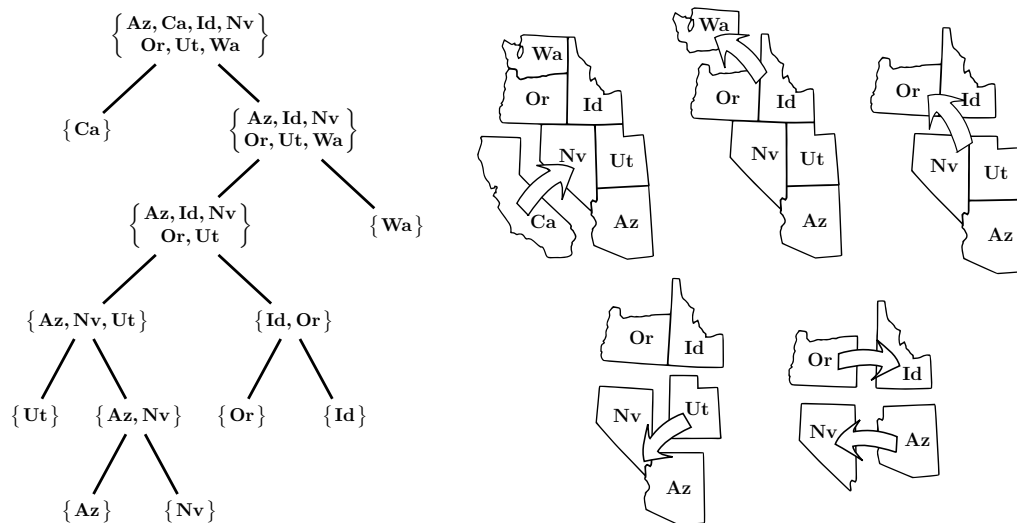 {Az, Ca, Id, Nv
Or, Ut, Wa}
{Ca}
{Az, Id, Nv
Or, Ut, Wa}
{Az, Id, Nv
Or, Ut}
{Wa}
{Az, Nv, Ut}
{Id, Or}
{Ut}
{Az, Nv}
{Or}
{Id}
{Az}
{Nv}
Wa
Or
Id
Nv
Ut
Ca
Az
Wa
Or
Id
Nv
Ut
Az
Or
Id
Nv
Ut
Az
Or
Id
Nv
Ut
Az
Or
Id
Nv
Az